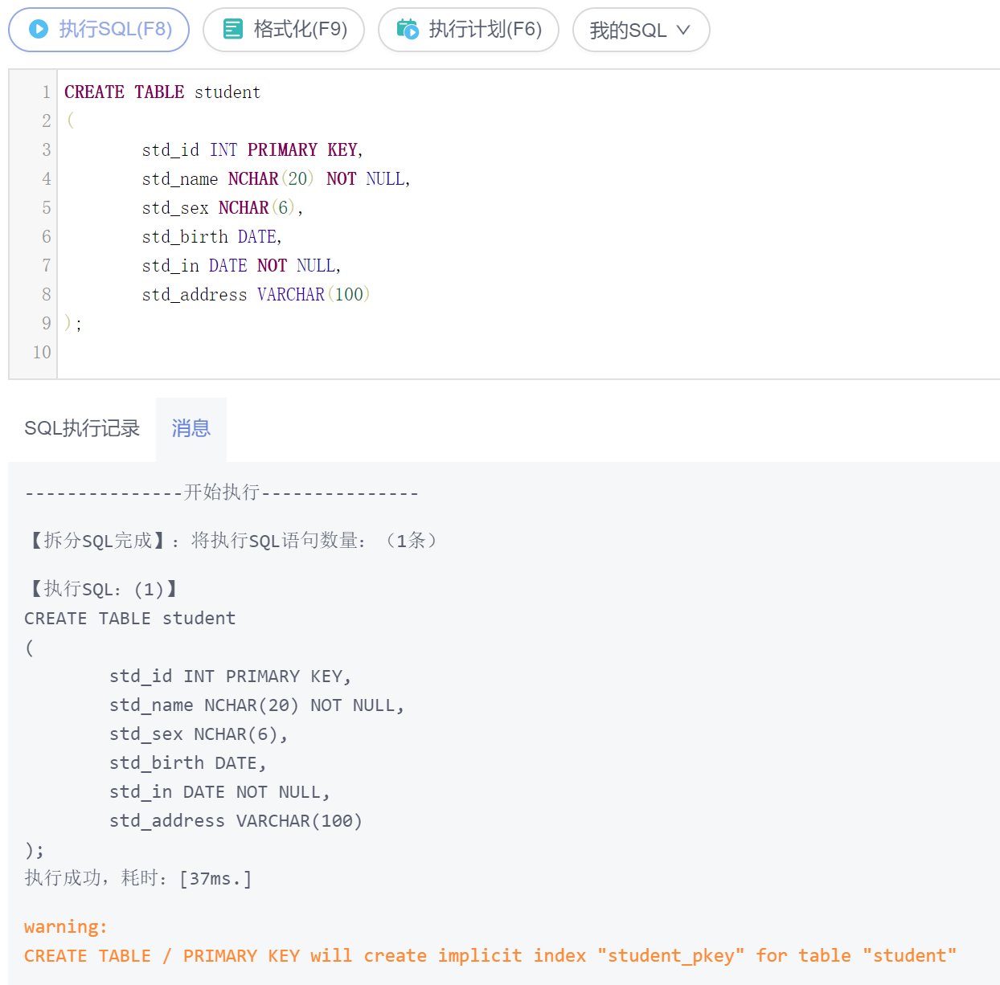 执行SQL(F8) 格式化(F9) 执行计划(F6) 我的SQL
1 CREATE TABLE student
2 (
3 std_id INT PRIMARY KEY,
4 std_name NCHAR(20) NOT NULL,
5 std_sex NCHAR(6),
6 std_birth DATE,
7 std_in DATE NOT NULL,
8 std_address VARCHAR(100)
9 );
10
SQL执行记录 消息
---------------开始执行---------------
【拆分SQL完成】：将执行SQL语句数量：（1条）
【执行SQL：(1)】
CREATE TABLE student
(
std_id INT PRIMARY KEY,
std_name NCHAR(20) NOT NULL,
std_sex NCHAR(6),
std_birth DATE,
std_in DATE NOT NULL,
std_address VARCHAR(100)
);
执行成功，耗时：[37ms.]
warning:
CREATE TABLE / PRIMARY KEY will create implicit index "student_pkey" for table "student"